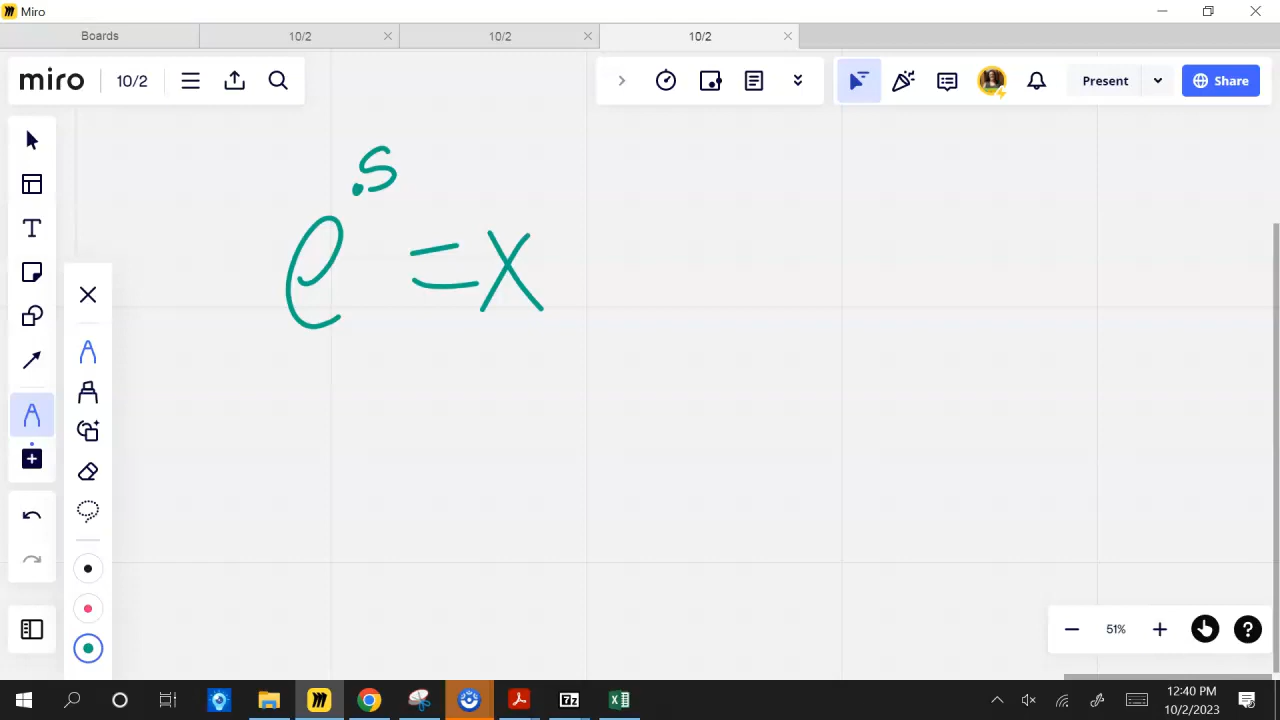 Miro
Boards 10/2 10/2 10/2
miro 10/2 Present Share
e^.5 = x
51%
12:40 PM
10/2/2023